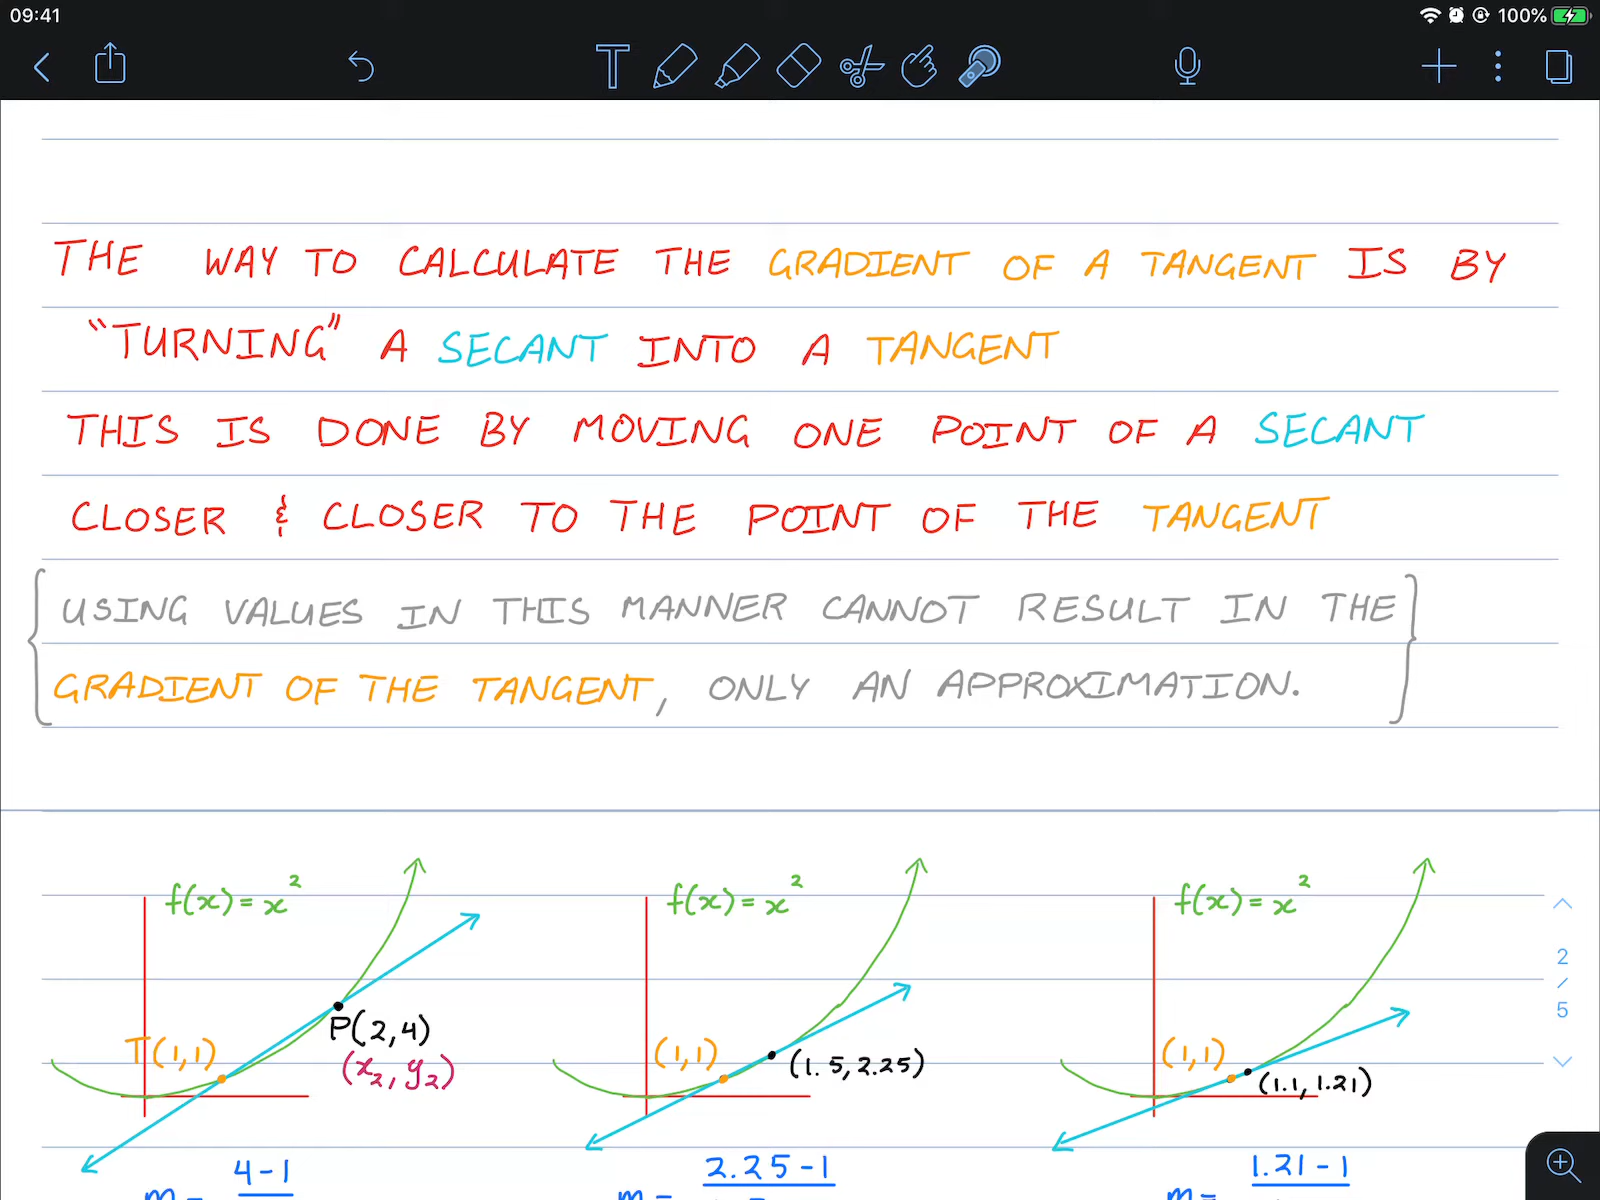 09:41
100%
THE WAY TO CALCULATE THE GRADIENT OF A TANGENT IS BY
"TURNING" A SECANT INTO A TANGENT
THIS IS DONE BY MOVING ONE POINT OF A SECANT
CLOSER & CLOSER TO THE POINT OF THE TANGENT
{USING VALUES IN THIS MANNER CANNOT RESULT IN THE
GRADIENT OF THE TANGENT, ONLY AN APPROXIMATION.}
f(x) = x²
T(1,1)
P(2,4)
(x₂, y₂)
4-1
m =
f(x) = x²
(1,1)
(1.5, 2.25)
2.25-1
m =
f(x) = x²
(1,1)
(1.1, 1.21)
1.21-1
m =
2
/
5